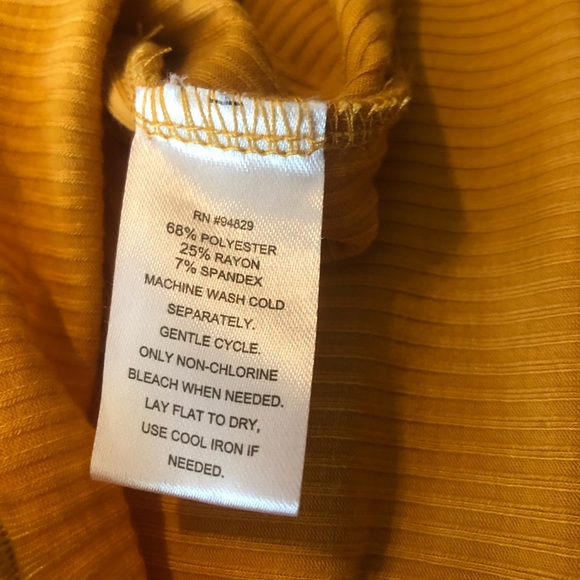 RN #94829
68% POLYESTER
25% RAYON
7% SPANDEX
MACHINE WASH COLD
SEPARATELY.
GENTLE CYCLE.
ONLY NON-CHLORINE
BLEACH WHEN NEEDED.
LAY FLAT TO DRY,
USE COOL IRON IF
NEEDED.